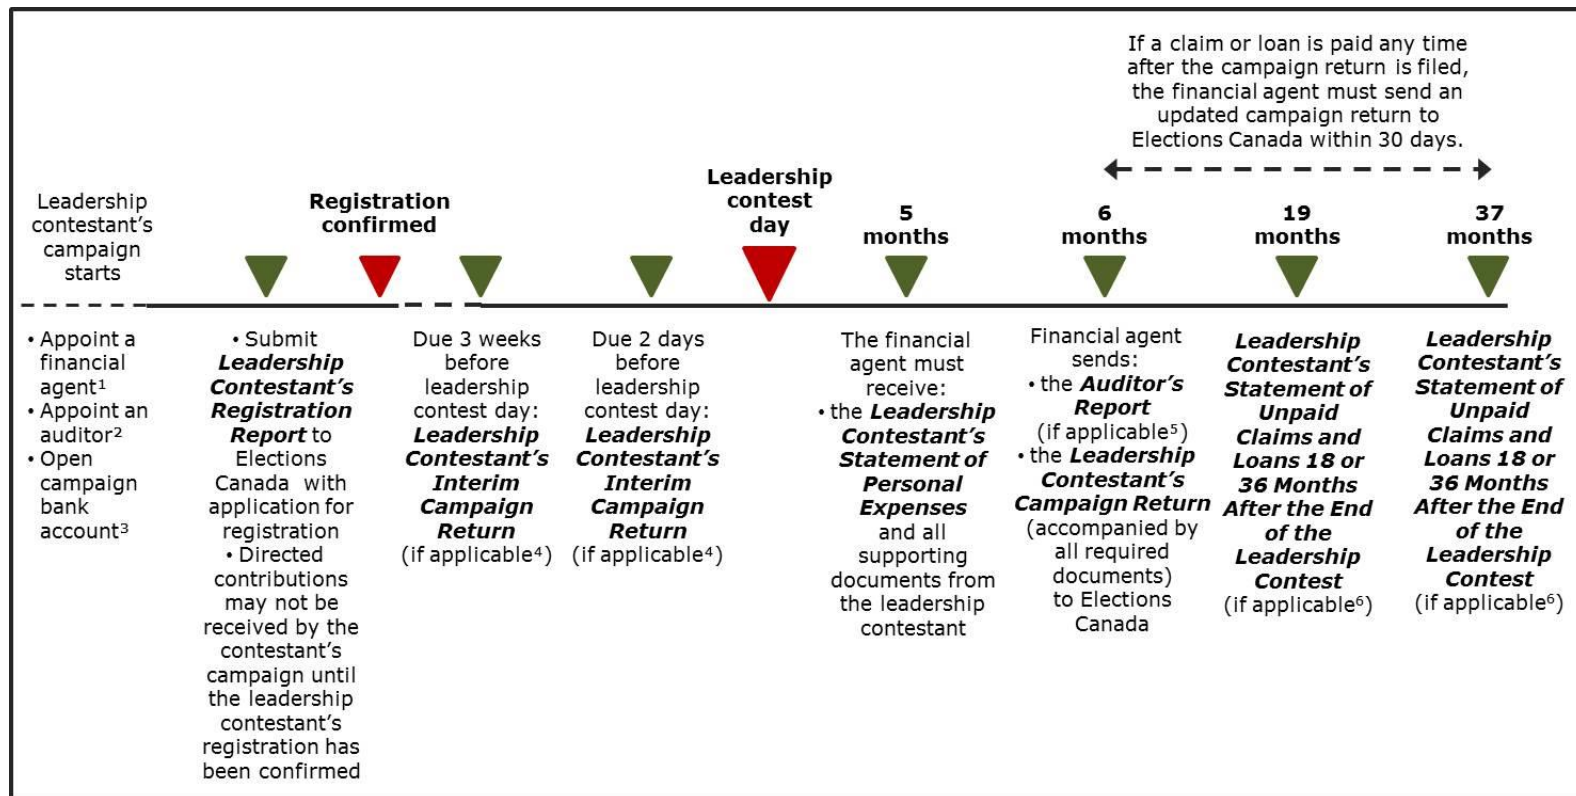 If a claim or loan is paid any time
after the campaign return is filed,
the financial agent must send an
updated campaign return to
Elections Canada within 30 days.
Leadership
contestant’s
campaign
starts
Registration
confirmed
Leadership
contest
day
5
months
6
months
19
months
37
months
• Appoint a
financial
agent¹
• Appoint an
auditor²
• Open
campaign
bank
account³
• Submit
Leadership
Contestant’s
Registration
Report to
Elections
Canada with
application for
registration
• Directed
contributions
may not be
received by the
contestant’s
campaign until
the leadership
contestant’s
registration has
been confirmed
Due 3 weeks
before
leadership
contest day:
Leadership
Contestant’s
Interim
Campaign
Return
(if applicable⁴)
Due 2 days
before
leadership
contest day:
Leadership
Contestant’s
Interim
Campaign
Return
(if applicable⁴)
The financial
agent must
receive:
• the Leadership
Contestant’s
Statement of
Personal
Expenses
and all
supporting
documents from
the leadership
contestant
Financial agent
sends:
• the Auditor’s
Report
(if applicable⁵)
• the Leadership
Contestant’s
Campaign Return
(accompanied by
all required
documents)
to Elections
Canada
Leadership
Contestant’s
Statement of
Unpaid
Claims and
Loans 18 or
36 Months
After the End
of the
Leadership
Contest
(if applicable⁶)
Leadership
Contestant’s
Statement of
Unpaid
Claims and
Loans 18 or
36 Months
After the End
of the
Leadership
Contest
(if applicable⁶)